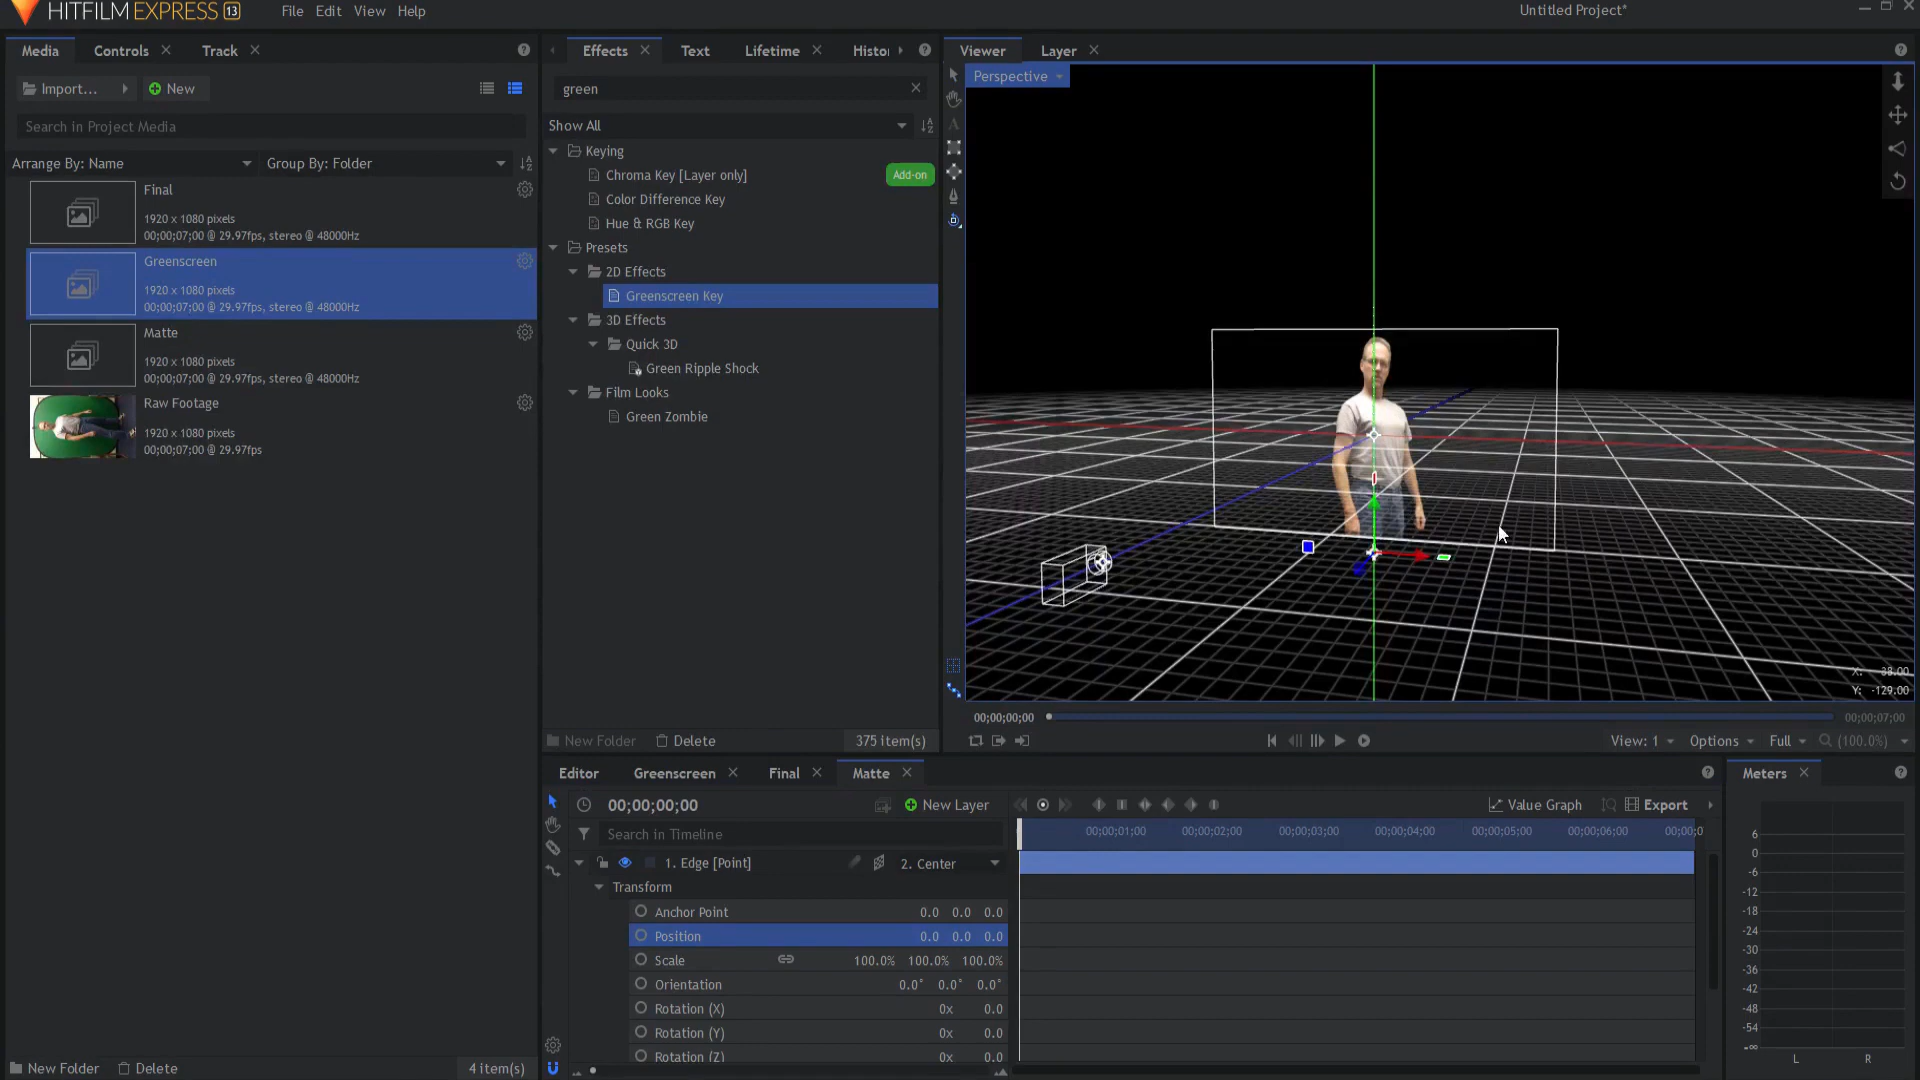 HITFILM EXPRESS 13
File Edit View Help
Untitled Project*
Media
Controls
Track
Import...
New
Search in Project Media
Arrange By: Name
Group By: Folder
Final
1920 x 1080 pixels
00;00;07;00 @ 29.97fps, stereo @ 48000Hz
Greenscreen
1920 x 1080 pixels
00;00;07;00 @ 29.97fps, stereo @ 48000Hz
Matte
1920 x 1080 pixels
00;00;07;00 @ 29.97fps, stereo @ 48000Hz
Raw Footage
1920 x 1080 pixels
00;00;07;00 @ 29.97fps
New Folder
Delete
4 item(s)
Effects
Text
Lifetime
Histo
green
Show All
Keying
Chroma Key [Layer only]
Add-on
Color Difference Key
Hue & RGB Key
Presets
2D Effects
Greenscreen Key
3D Effects
Quick 3D
Green Ripple Shock
Film Looks
Green Zombie
New Folder
Delete
375 item(s)
Viewer
Layer
Perspective
X: 38.00
Y: -129.00
00;00;00;00
00;00;07;00
View: 1
Options
Full
(100.0%)
Editor
Greenscreen
Final
Matte
00;00;00;00
New Layer
Value Graph
Export
Search in Timeline
00;00;01;00 00;00;02;00 00;00;03;00 00;00;04;00 00;00;05;00 00;00;06;00 00;00;0
1. Edge [Point]
2. Center
Transform
Anchor Point 0.0 0.0 0.0
Position 0.0 0.0 0.0
Scale 100.0% 100.0% 100.0%
Orientation 0.0° 0.0° 0.0°
Rotation (X) 0x 0.0
Rotation (Y) 0x 0.0
Rotation (Z) 0x 0.0
Meters
6
0
-6
-12
-18
-24
-30
-36
-42
-48
-54
-∞
L R